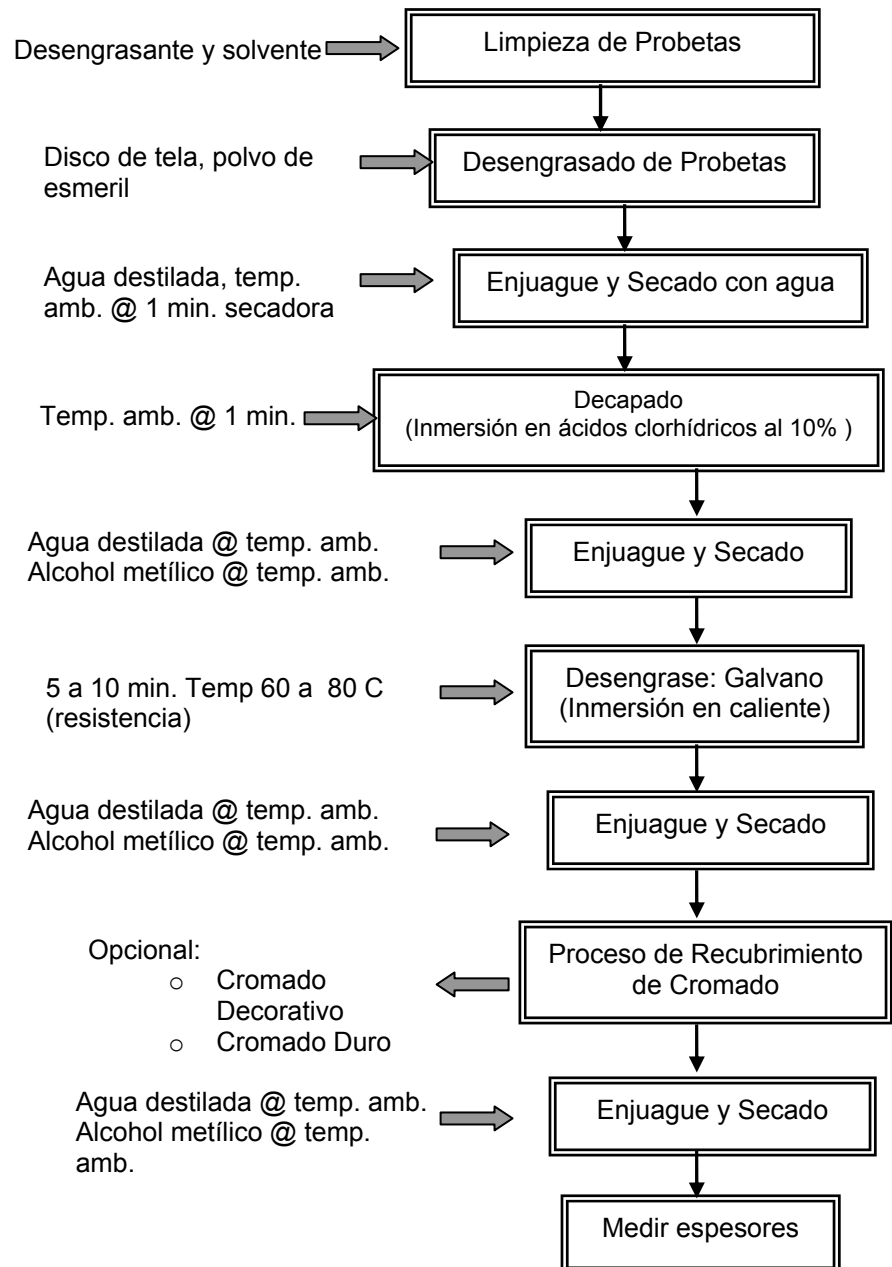 Desengrasante y solvente
Limpieza de Probetas
Disco de tela, polvo de
esmeril
Desengrasado de Probetas
Agua destilada, temp.
amb. @ 1 min. secadora
Enjuague y Secado con agua
Temp. amb. @ 1 min.
Decapado
(Inmersión en ácidos clorhídricos al 10% )
Agua destilada @ temp. amb.
Alcohol metílico @ temp. amb.
Enjuague y Secado
5 a 10 min. Temp 60 a 80 C
(resistencia)
Desengrase: Galvano
(Inmersión en caliente)
Agua destilada @ temp. amb.
Alcohol metílico @ temp. amb.
Enjuague y Secado
Opcional:
o Cromado
Decorativo
o Cromado Duro
Proceso de Recubrimiento
de Cromado
Agua destilada @ temp. amb.
Alcohol metílico @ temp.
amb.
Enjuague y Secado
Medir espesores